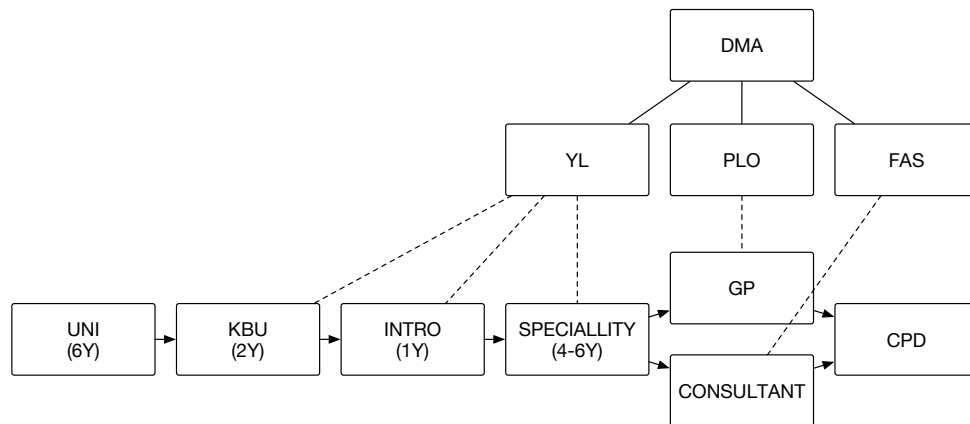 DMA
YL
PLO
FAS
GP
UNI
(6Y)
KBU
(2Y)
INTRO
(1Y)
SPECIALLITY
(4-6Y)
CPD
CONSULTANT